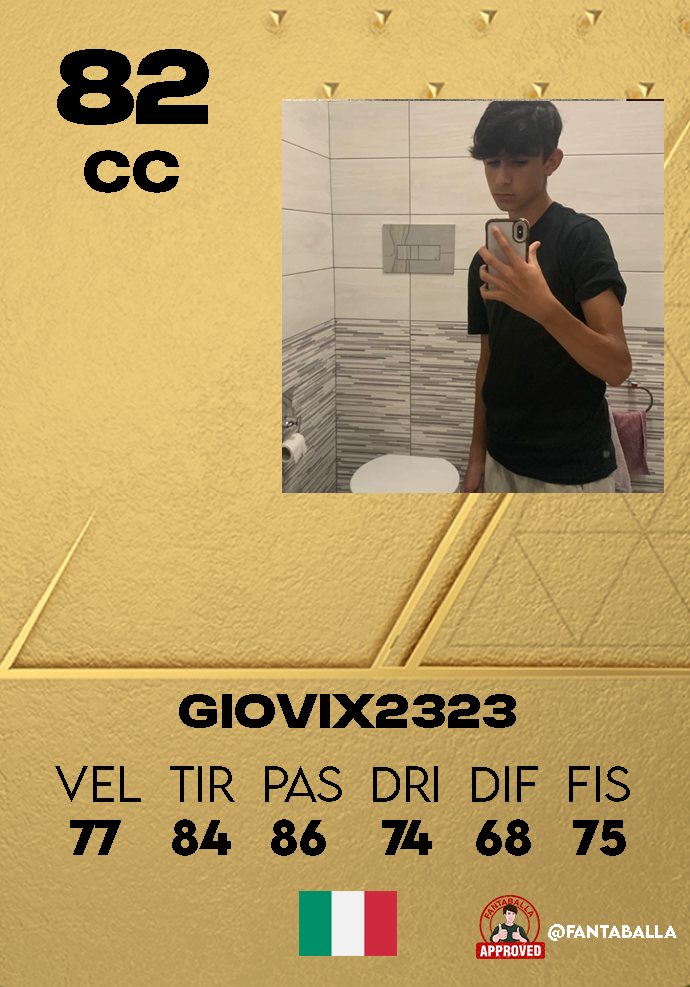 82
CC
GIOVIX2323
VEL TIR PAS DRI DIF FIS
77 84 86 74 68 75
FANTABALLA
APPROVED
@FANTABALLA